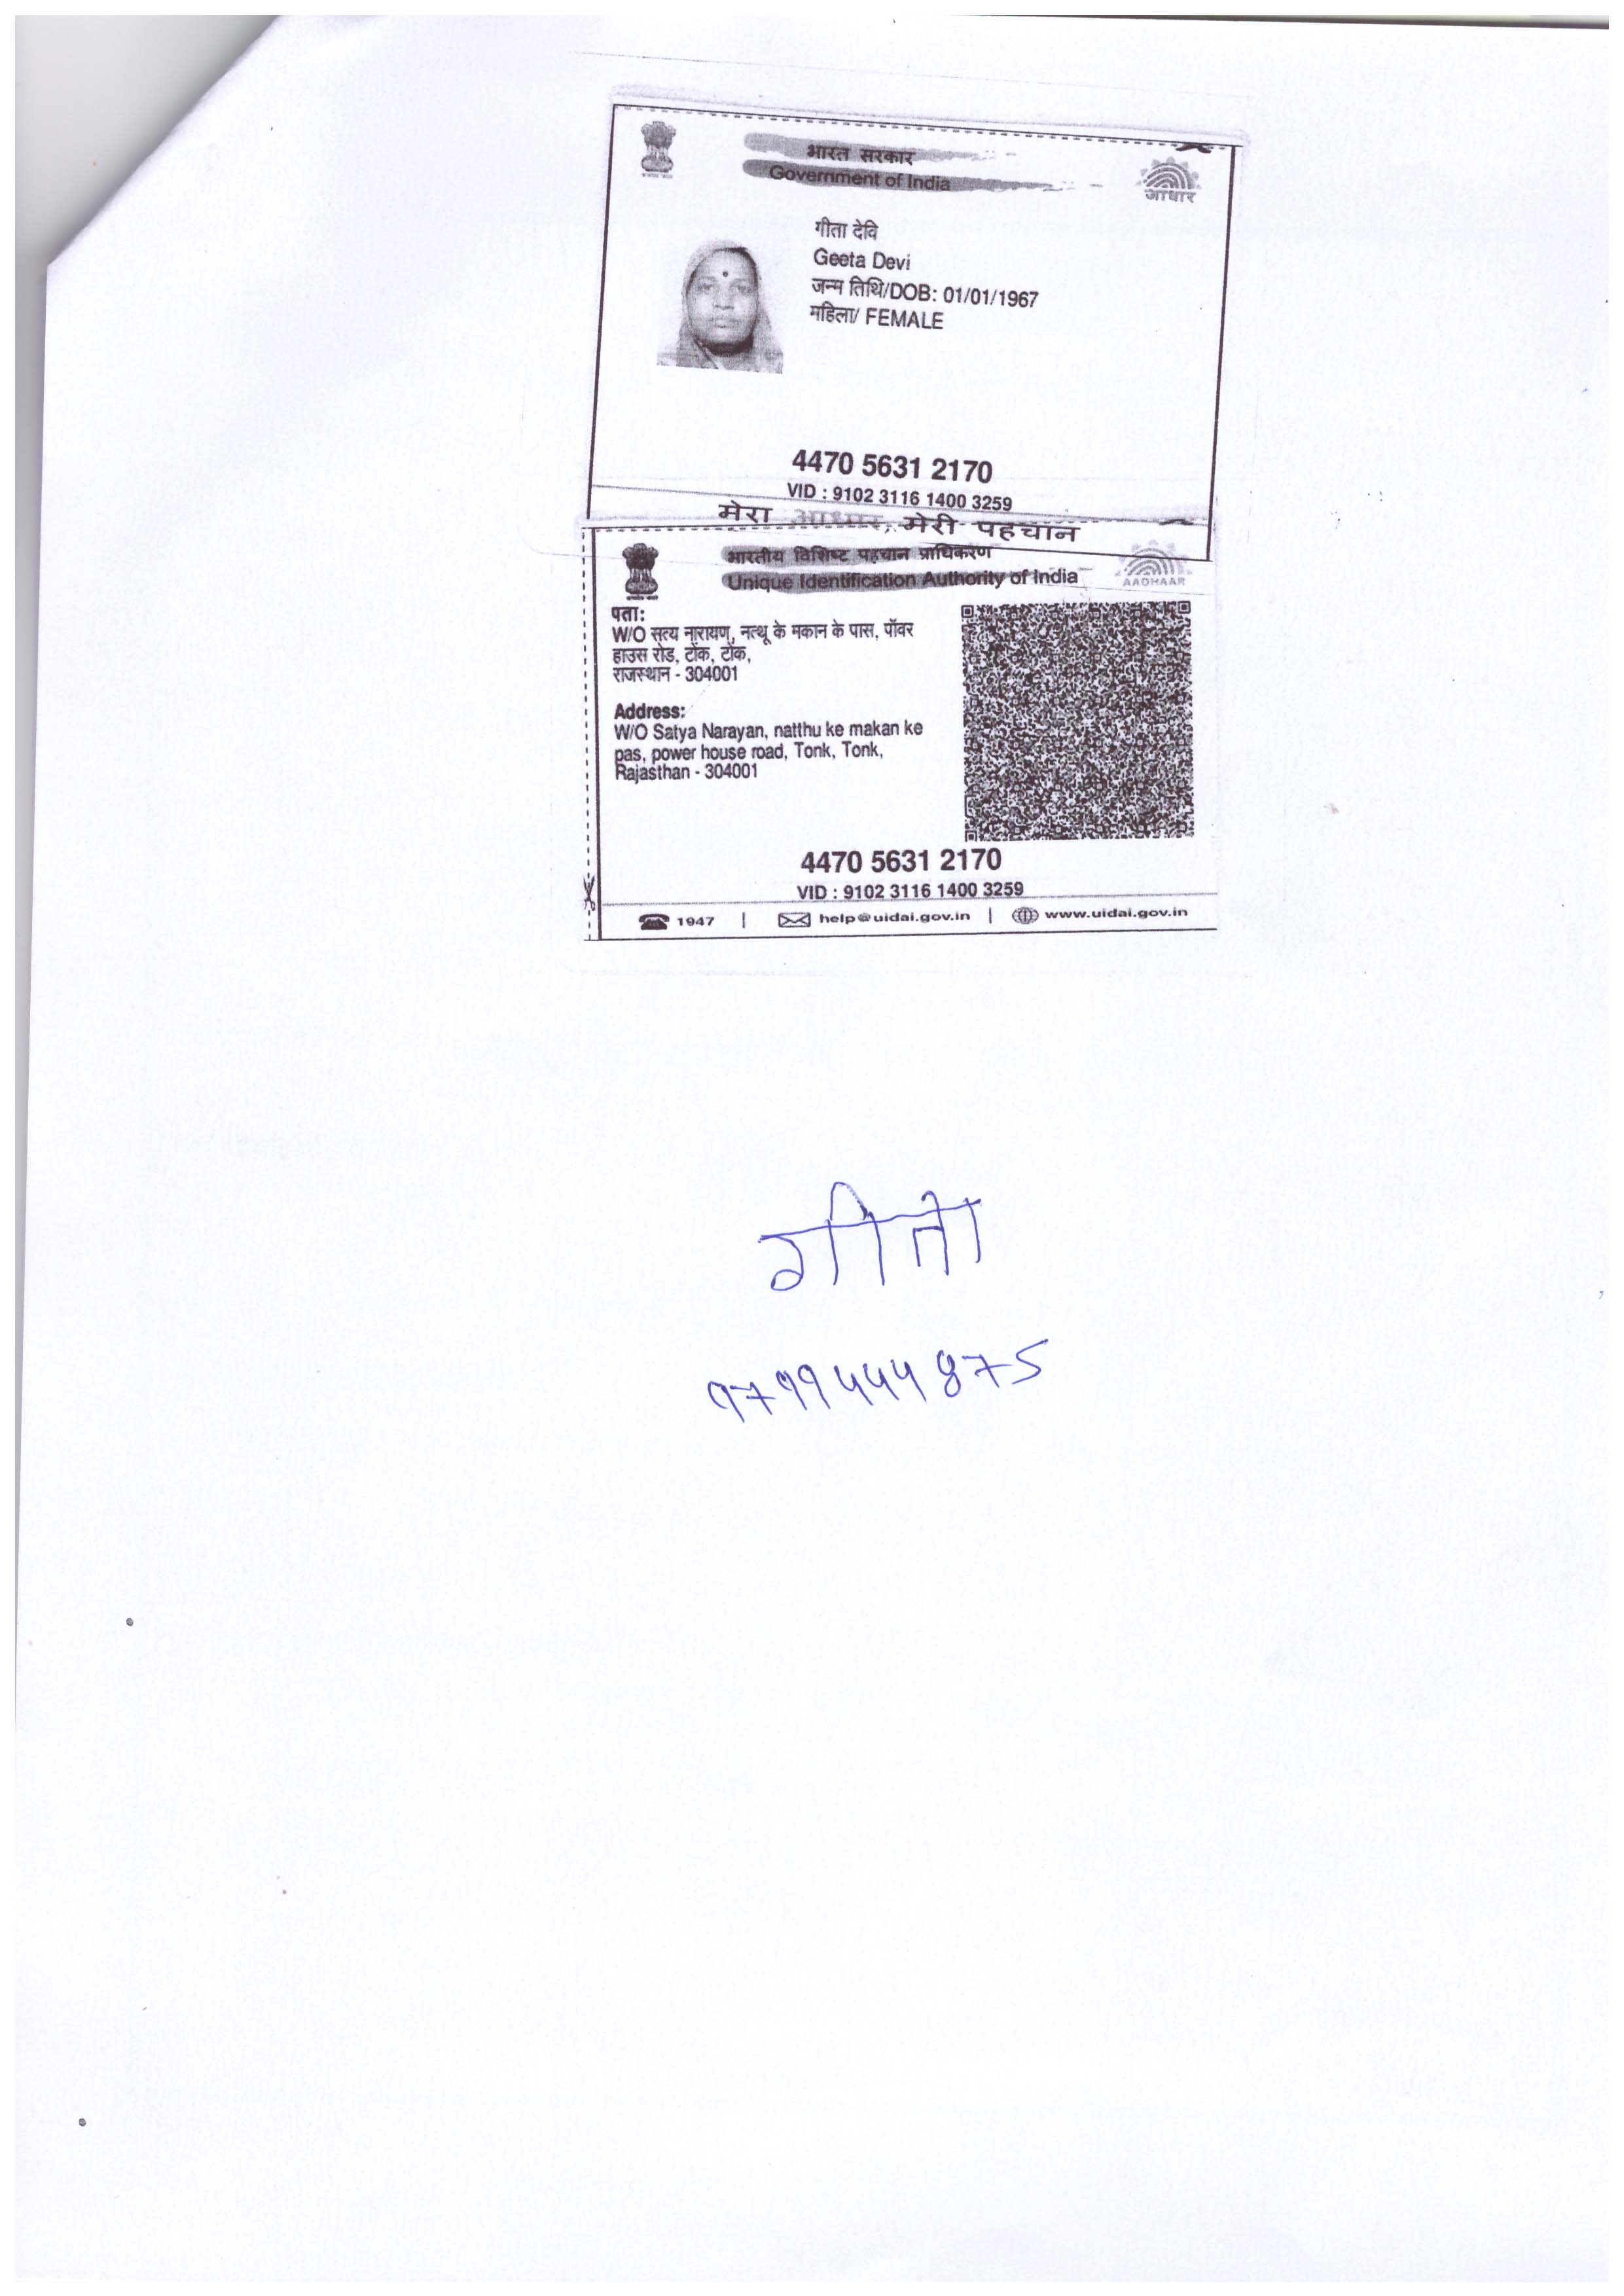 भारत सरकार
Government of India
आधार
गीता देवि
Geeta Devi
जन्म तिथि/DOB: 01/01/1967
महिला/ FEMALE
4470 5631 2170
VID : 9102 3116 1400 3259
मेरा आधार, मेरी पहचान
भारतीय विशिष्ट पहचान प्राधिकरण
Unique Identification Authority of India
AADHAAR
पता:
W/O सत्य नारायण, नत्थू के मकान के पास, पॉवर
हाउस रोड, टोंक, टोंक,
राजस्थान - 304001
Address:
W/O Satya Narayan, natthu ke makan ke
pas, power house road, Tonk, Tonk,
Rajasthan - 304001
4470 5631 2170
VID : 9102 3116 1400 3259
1947 | help@uidai.gov.in | www.uidai.gov.in
गीता